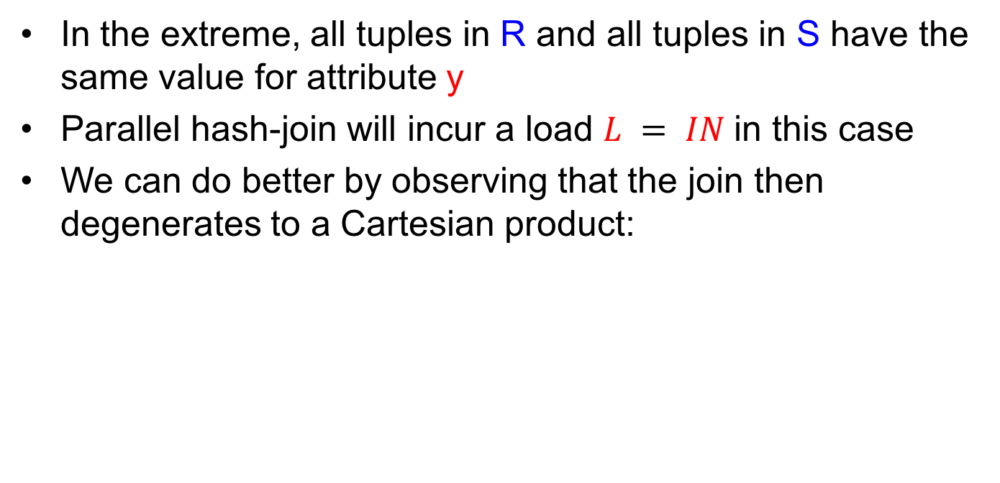 • In the extreme, all tuples in R and all tuples in S have the
same value for attribute y
• Parallel hash-join will incur a load L = IN in this case
• We can do better by observing that the join then
degenerates to a Cartesian product: